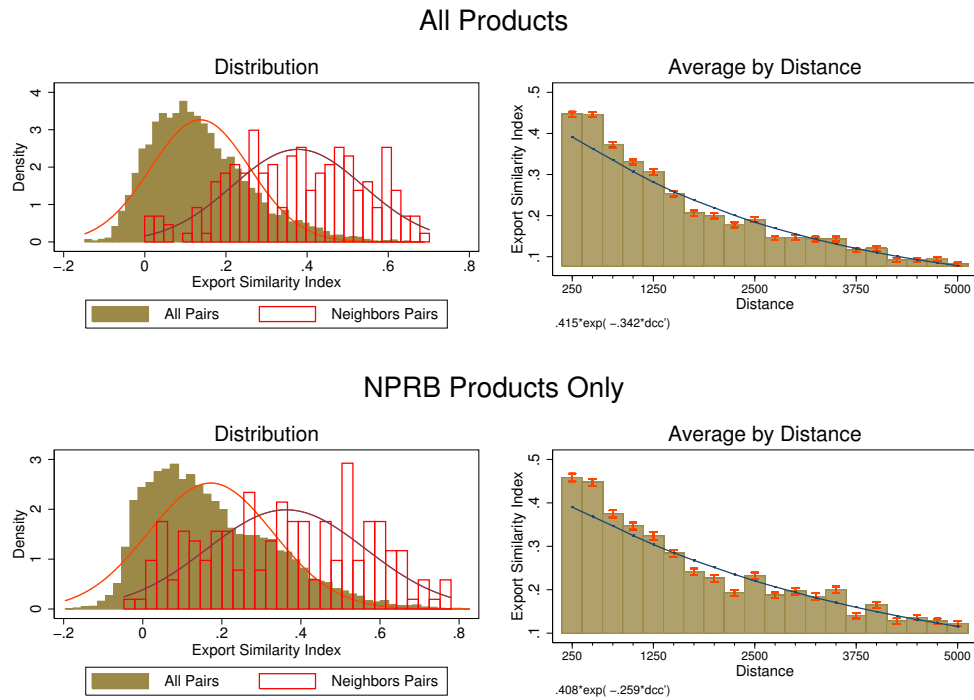 All Products
Distribution
Density
0 1 2 3 4
−.2 0 .2 .4 .6 .8
Export Similarity Index
All Pairs Neighbors Pairs
Average by Distance
Export Similarity Index
.1 .2 .3 .4 .5
250 1250 2500 3750 5000
Distance
.415*exp( −.342*dcc')
NPRB Products Only
Distribution
Density
0 1 2 3
−.2 0 .2 .4 .6 .8
Export Similarity Index
All Pairs Neighbors Pairs
Average by Distance
Export Similarity Index
.1 .2 .3 .4 .5
250 1250 2500 3750 5000
Distance
.408*exp( −.259*dcc')